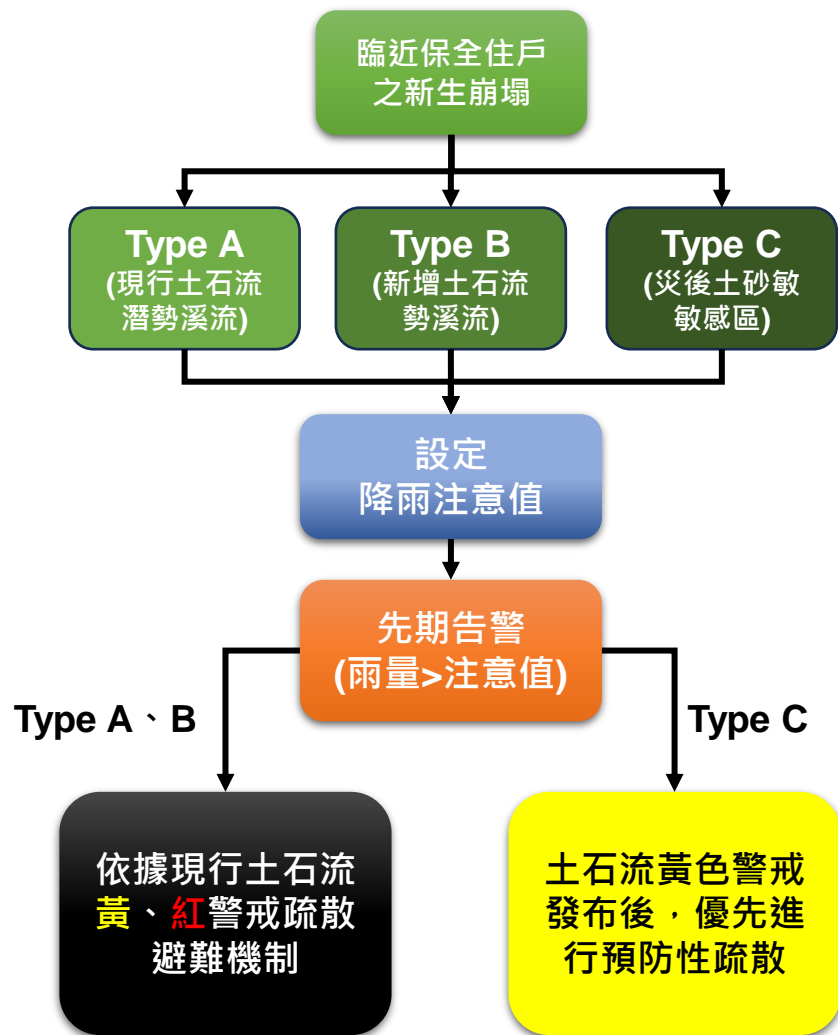 臨近保全住戶
之新生崩塌
Type A
(現行土石流
潛勢溪流)
Type B
(新增土石流
勢溪流)
Type C
(災後土砂敏
敏感區)
設定
降雨注意值
先期告警
(雨量>注意值)
Type A、B
Type C
依據現行土石流
黃、紅警戒疏散
避難機制
土石流黃色警戒
發布後，優先進
行預防性疏散